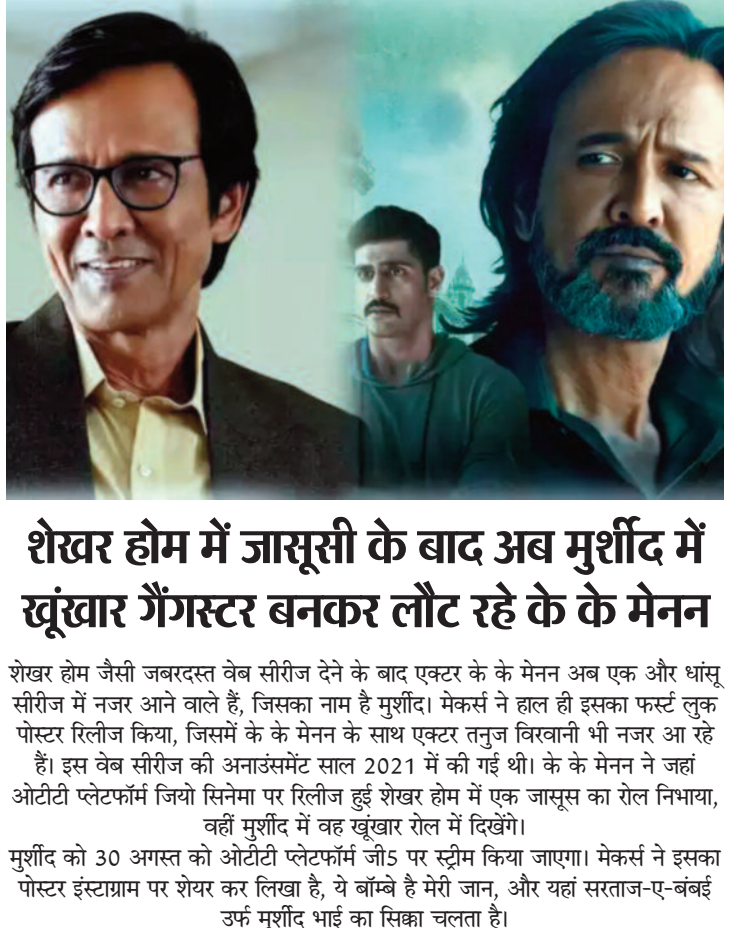 शेखर होम में जासूसी के बाद अब मुर्शीद में
खूंखार गैंगस्टर बनकर लौट रहे के के मेनन
शेखर होम जैसी जबरदस्त वेब सीरीज देने के बाद एक्टर के के मेनन अब एक और धांसू
सीरीज में नजर आने वाले हैं, जिसका नाम है मुर्शीद। मेकर्स ने हाल ही इसका फर्स्ट लुक
पोस्टर रिलीज किया, जिसमें के के मेनन के साथ एक्टर तनुज विरवानी भी नजर आ रहे
हैं। इस वेब सीरीज की अनाउंसमेंट साल 2021 में की गई थी। के के मेनन ने जहां
ओटीटी प्लेटफॉर्म जियो सिनेमा पर रिलीज हुई शेखर होम में एक जासूस का रोल निभाया,
वहीं मुर्शीद में वह खूंखार रोल में दिखेंगे।
मुर्शीद को 30 अगस्त को ओटीटी प्लेटफॉर्म जी5 पर स्ट्रीम किया जाएगा। मेकर्स ने इसका
पोस्टर इंस्टाग्राम पर शेयर कर लिखा है, ये बॉम्बे है मेरी जान, और यहां सरताज-ए-बंबई
उर्फ मुर्शीद भाई का सिक्का चलता है।